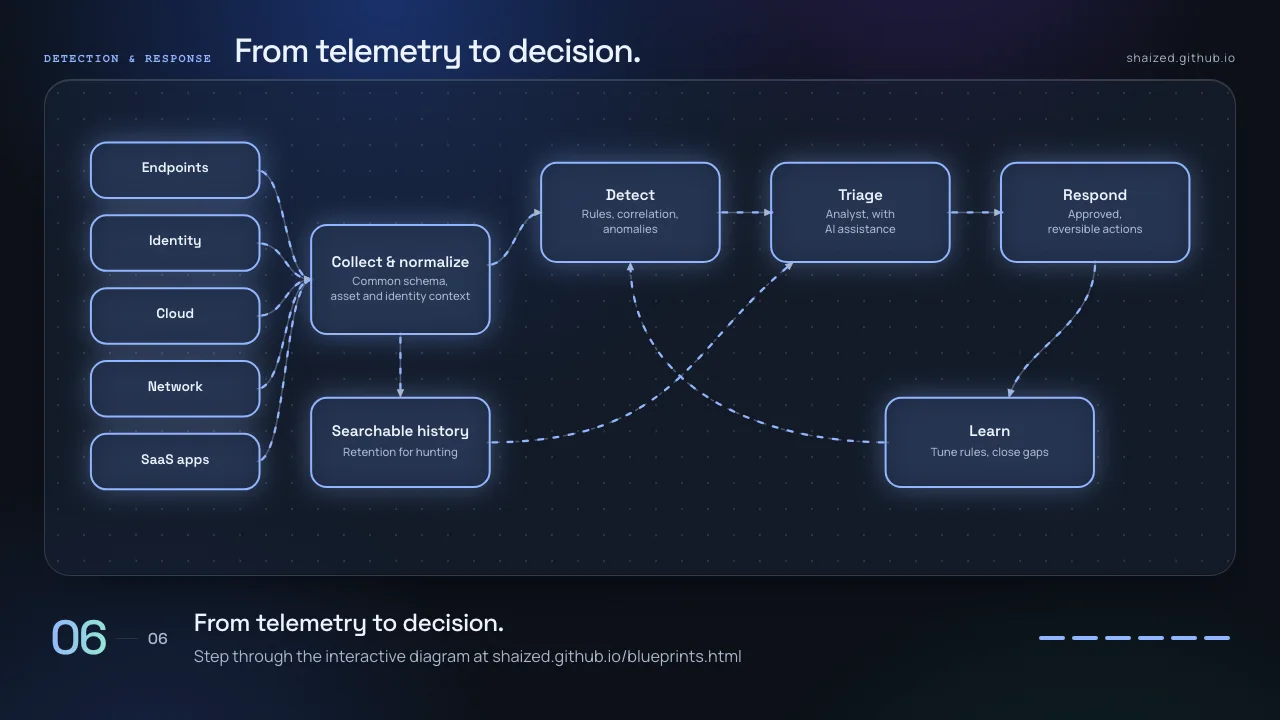 DETECTION & RESPONSE
From telemetry to decision.
shaized.github.io
Endpoints
Identity
Cloud
Network
SaaS apps
Collect & normalize
Common schema,
asset and identity context
Searchable history
Retention for hunting
Detect
Rules, correlation,
anomalies
Triage
Analyst, with
AI assistance
Respond
Approved,
reversible actions
Learn
Tune rules, close gaps
06
06
From telemetry to decision.
Step through the interactive diagram at shaized.github.io/blueprints.html